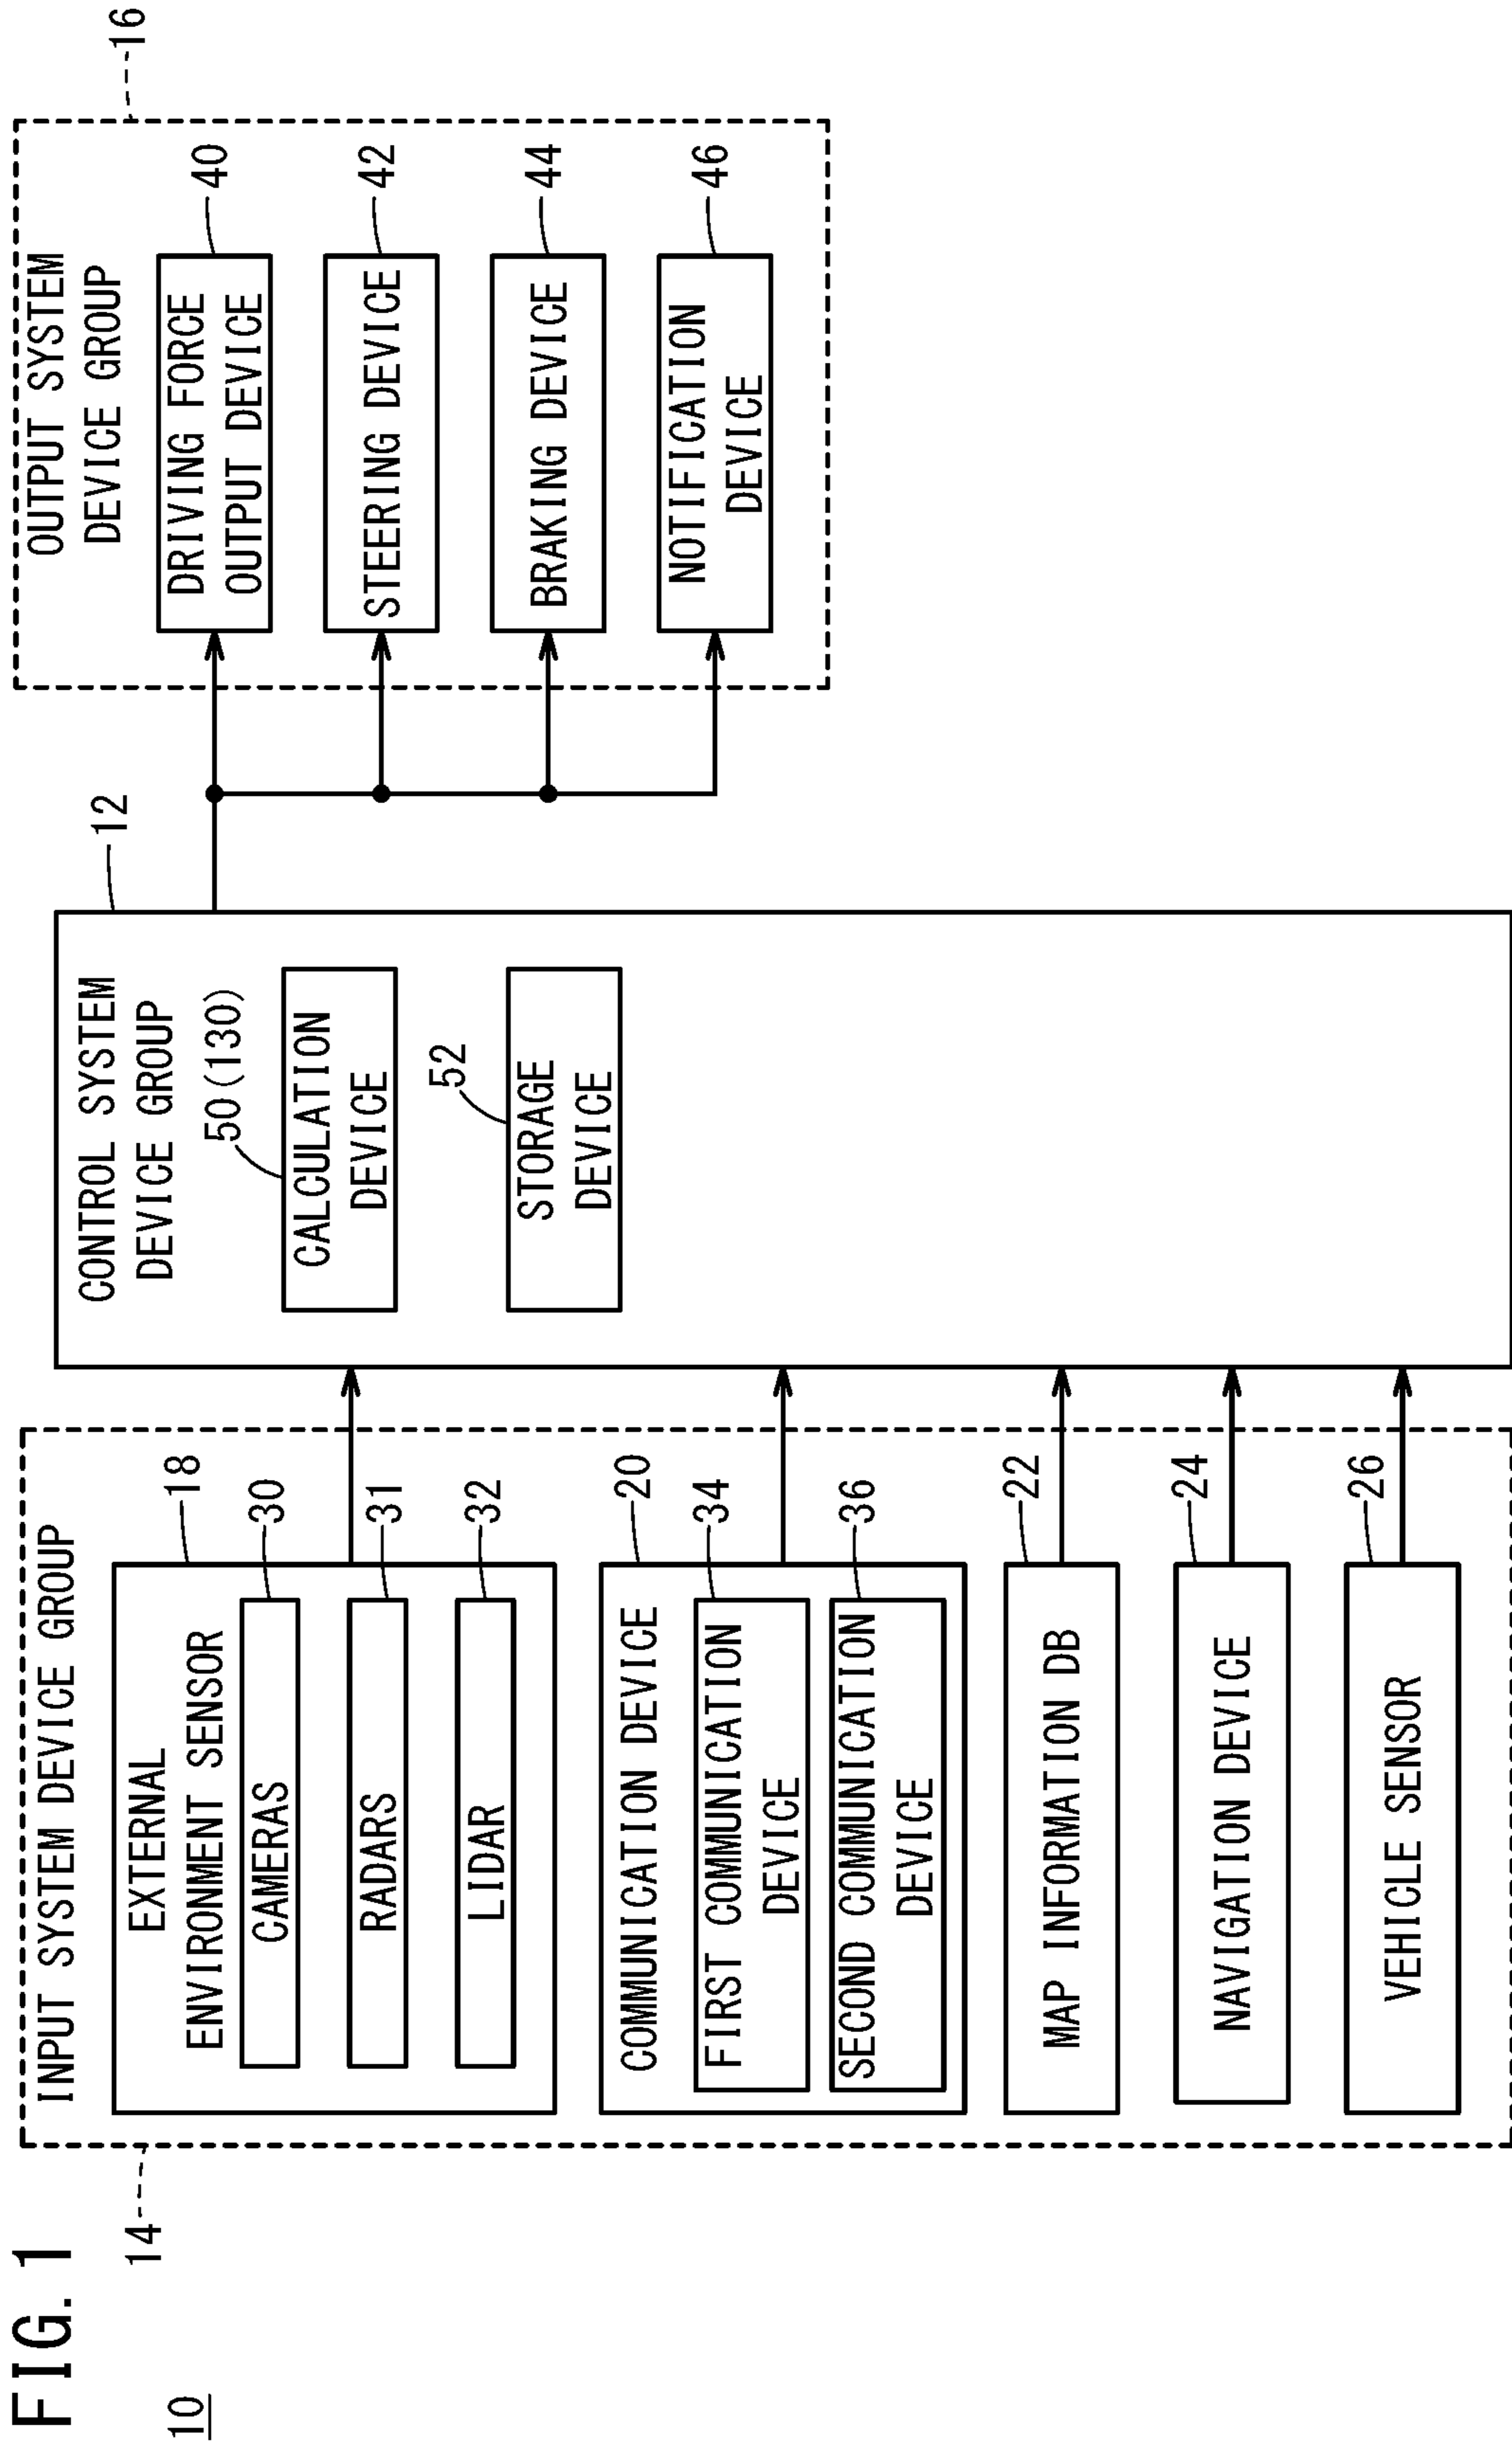 FIG. 1
10
14
INPUT SYSTEM DEVICE GROUP
18
EXTERNAL
ENVIRONMENT SENSOR
30
CAMERAS
31
RADARS
32
LIDAR
20
COMMUNICATION DEVICE
34
FIRST COMMUNICATION
DEVICE
36
SECOND COMMUNICATION
DEVICE
22
MAP INFORMATION DB
24
NAVIGATION DEVICE
26
VEHICLE SENSOR
12
CONTROL SYSTEM
DEVICE GROUP
50(130)
CALCULATION
DEVICE
52
STORAGE
DEVICE
16
OUTPUT SYSTEM
DEVICE GROUP
40
DRIVING FORCE
OUTPUT DEVICE
42
STEERING DEVICE
44
BRAKING DEVICE
46
NOTIFICATION
DEVICE